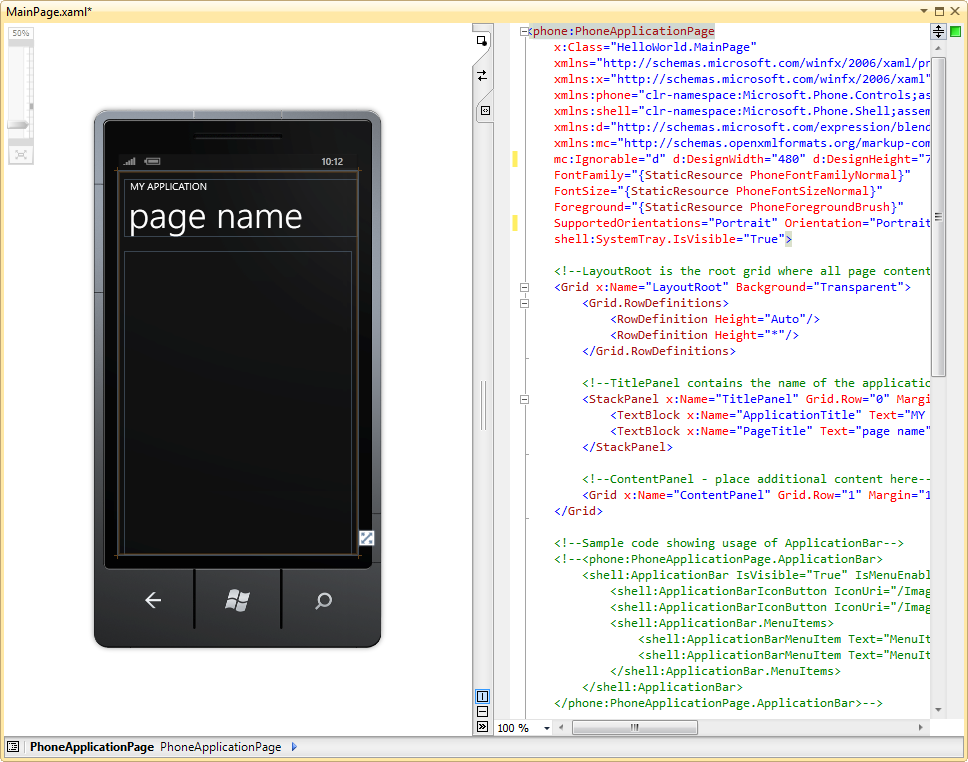 MainPage.xaml*
50%
10:12
MY APPLICATION
page name
<phone:PhoneApplicationPage
x:Class="HelloWorld.MainPage"
xmlns="http://schemas.microsoft.com/winfx/2006/xaml/pr
xmlns:x="http://schemas.microsoft.com/winfx/2006/xaml"
xmlns:phone="clr-namespace:Microsoft.Phone.Controls;as
xmlns:shell="clr-namespace:Microsoft.Phone.Shell;assem
xmlns:d="http://schemas.microsoft.com/expression/blend
xmlns:mc="http://schemas.openxmlformats.org/markup-com
mc:Ignorable="d" d:DesignWidth="480" d:DesignHeight="7
FontFamily="{StaticResource PhoneFontFamilyNormal}"
FontSize="{StaticResource PhoneFontSizeNormal}"
Foreground="{StaticResource PhoneForegroundBrush}"
SupportedOrientations="Portrait" Orientation="Portrait
shell:SystemTray.IsVisible="True">
<!--LayoutRoot is the root grid where all page content
<Grid x:Name="LayoutRoot" Background="Transparent">
<Grid.RowDefinitions>
<RowDefinition Height="Auto"/>
<RowDefinition Height="*"/>
</Grid.RowDefinitions>
<!--TitlePanel contains the name of the applicatio
<StackPanel x:Name="TitlePanel" Grid.Row="0" Margi
<TextBlock x:Name="ApplicationTitle" Text="MY
<TextBlock x:Name="PageTitle" Text="page name"
</StackPanel>
<!--ContentPanel - place additional content here--
<Grid x:Name="ContentPanel" Grid.Row="1" Margin="1
</Grid>
<!--Sample code showing usage of ApplicationBar-->
<!--<phone:PhoneApplicationPage.ApplicationBar>
<shell:ApplicationBar IsVisible="True" IsMenuEnabl
<shell:ApplicationBarIconButton IconUri="/Imag
<shell:ApplicationBarIconButton IconUri="/Imag
<shell:ApplicationBar.MenuItems>
<shell:ApplicationBarMenuItem Text="MenuIt
<shell:ApplicationBarMenuItem Text="MenuIt
</shell:ApplicationBar.MenuItems>
</shell:ApplicationBar>
</phone:PhoneApplicationPage.ApplicationBar>-->
100 %
PhoneApplicationPage PhoneApplicationPage